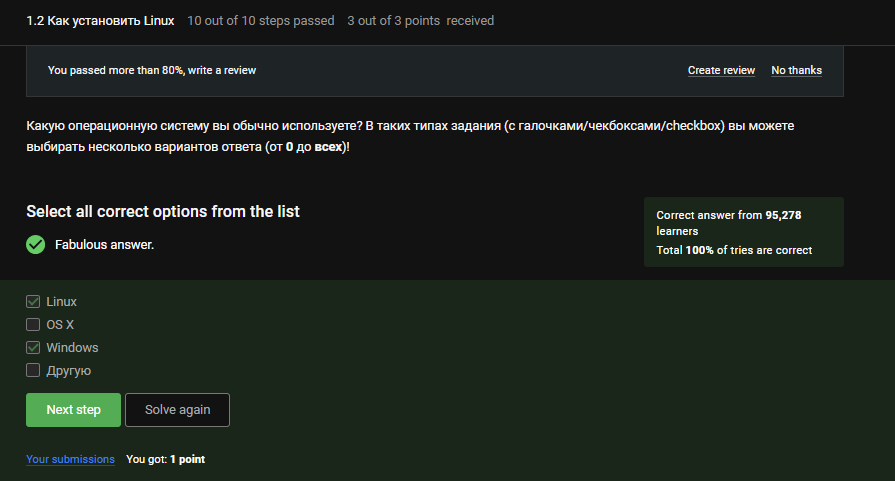 1.2 Как установить Linux 10 out of 10 steps passed 3 out of 3 points received
You passed more than 80%, write a review Create review No thanks
Какую операционную систему вы обычно используете? В таких типах задания (с галочками/чекбоксами/checkbox) вы можете
выбирать несколько вариантов ответа (от 0 до всех)!
Select all correct options from the list
Fabulous answer.
Correct answer from 95,278
learners
Total 100% of tries are correct
Linux
OS X
Windows
Другую
Next step Solve again
Your submissions You got: 1 point